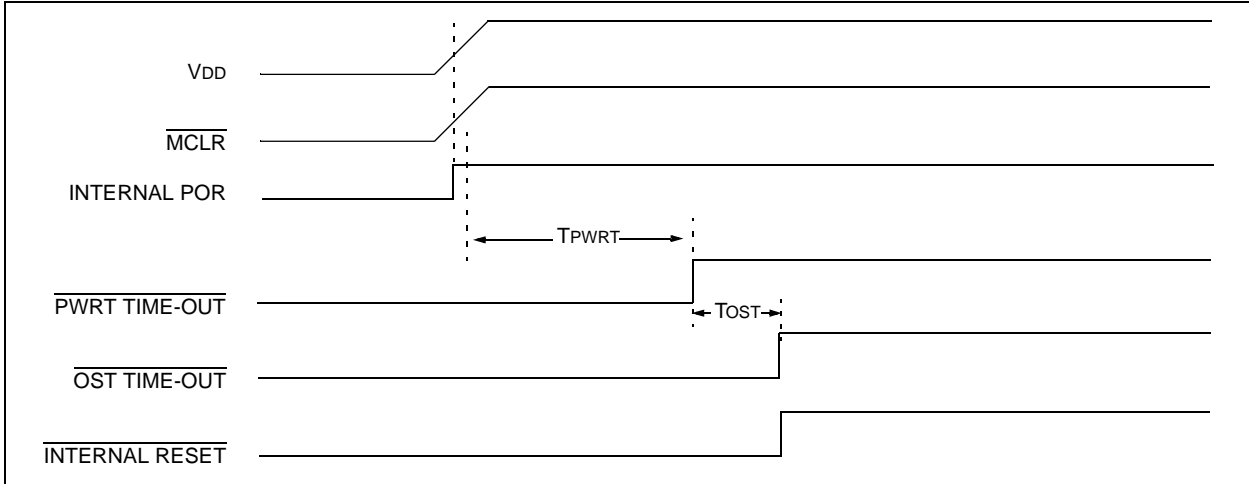 VDD
MCLR
INTERNAL POR
TPWRT
PWRT TIME-OUT
TOST
OST TIME-OUT
INTERNAL RESET